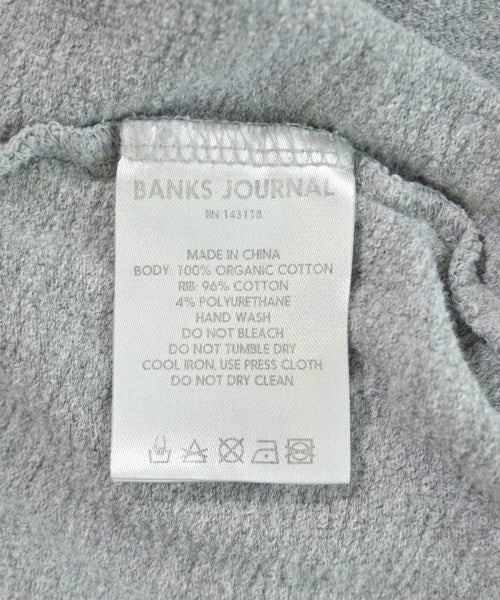 BANKS JOURNAL
RN 143118
MADE IN CHINA
BODY: 100% ORGANIC COTTON
RIB: 96% COTTON
4% POLYURETHANE
HAND WASH
DO NOT BLEACH
DO NOT TUMBLE DRY
COOL IRON, USE PRESS CLOTH
DO NOT DRY CLEAN